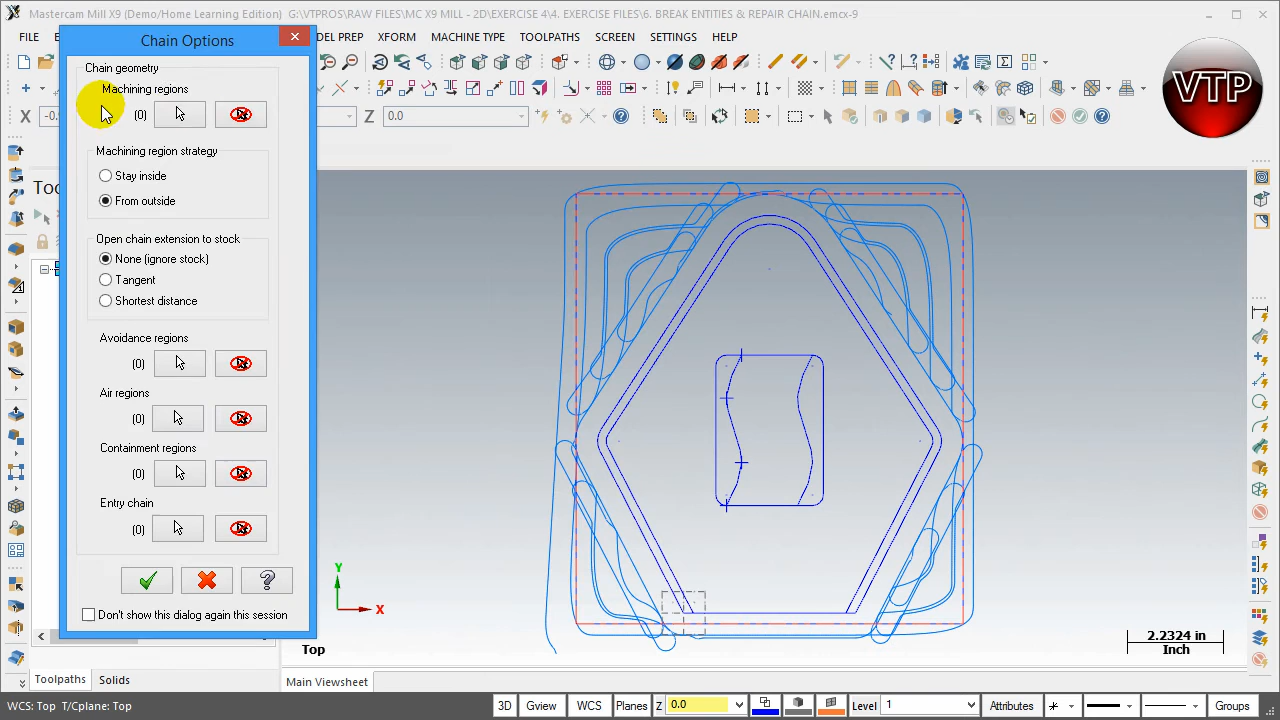 Mastercam Mill X9 (Demo/Home Learning Edition) G:\VTPROS\RAW FILES\MC X9 MILL - 2D\EXERCISE 4\4. EXERCISE FILES\6. BREAK ENTITIES & REPAIR CHAIN.emcx-9
FILE
DEL PREP XFORM MACHINE TYPE TOOLPATHS SCREEN SETTINGS HELP
Chain Options
Chain geometry
Machining regions
(0)
Machining region strategy
Stay inside
From outside
Open chain extension to stock
None (ignore stock)
Tangent
Shortest distance
Avoidance regions
(0)
Air regions
(0)
Containment regions
(0)
Entry chain
(0)
Don't show this dialog again this session
X
Z 0.0
VTP
Y
X
Top
2.2324 in
Inch
Toolpaths Solids
Main Viewsheet
WCS: Top T/Cplane: Top
3D Gview WCS Planes Z 0.0 Level 1 Attributes Groups